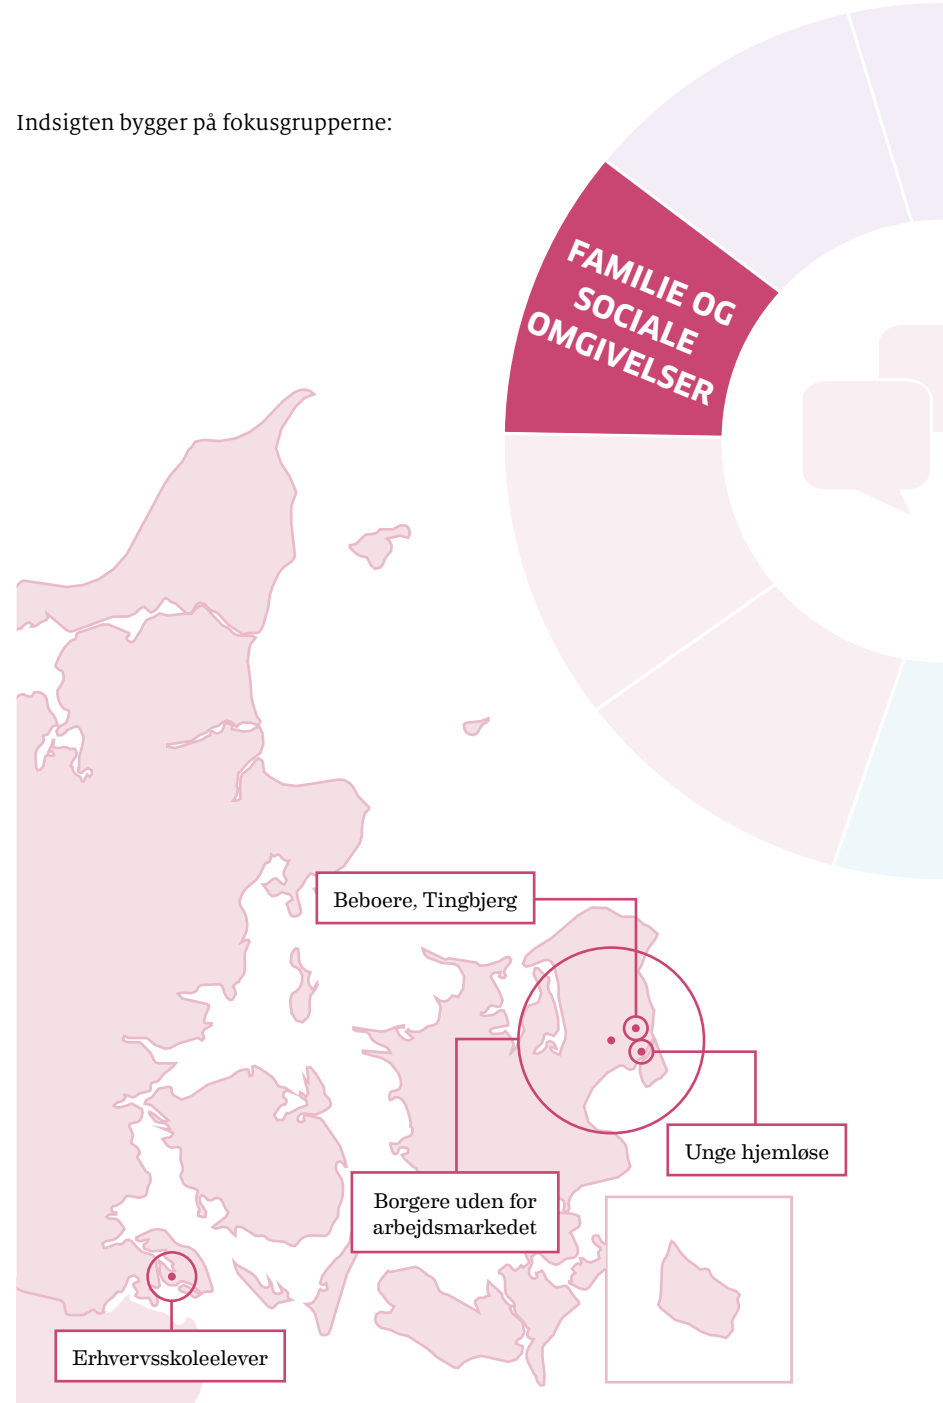 Indsigten bygger på fokusgrupperne:
FAMILIE OG
SOCIALE
OMGIVELSER
Beboere, Tingbjerg
Unge hjemløse
Borgere uden for
arbejdsmarkedet
Erhvervsskoleelever